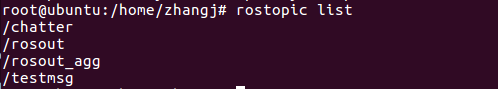 root@ubuntu:/home/zhangj# rostopic list
/chatter
/rosout
/rosout_agg
/testmsg